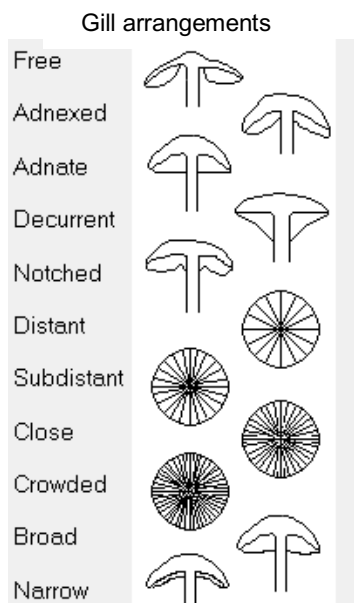 Gill arrangements
Free
Adnexed
Adnate
Decurrent
Notched
Distant
Subdistant
Close
Crowded
Broad
Narrow